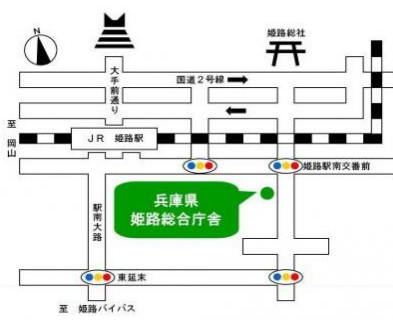 N
姫路総社
大手前通り
国道2号線
至 岡山
JR 姫路駅
姫路駅南交番前
兵庫県
姫路総合庁舎
駅南大路
東延末
至 姫路バイパス